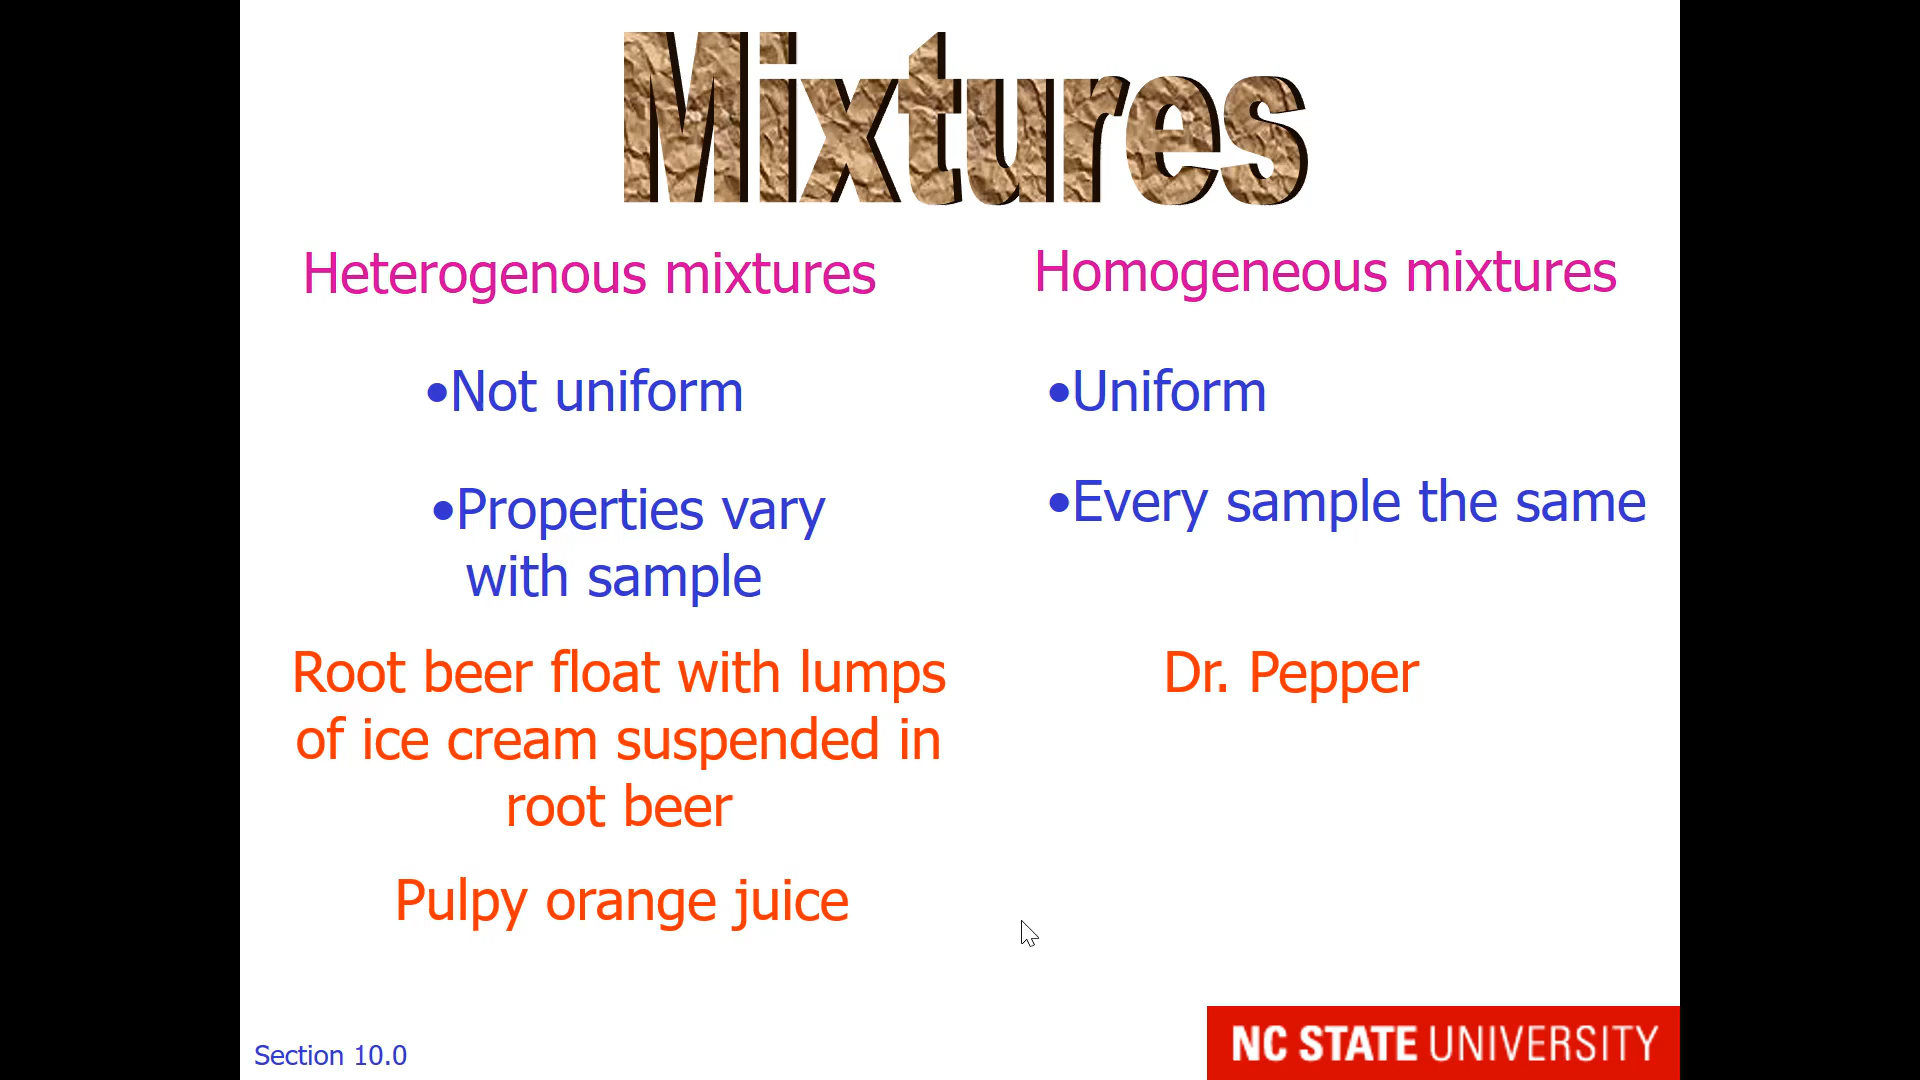 Mixtures
Heterogenous mixtures
•Not uniform
•Properties vary
with sample
Root beer float with lumps
of ice cream suspended in
root beer
Pulpy orange juice
Homogeneous mixtures
•Uniform
•Every sample the same
Dr. Pepper
Section 10.0
NC STATE UNIVERSITY